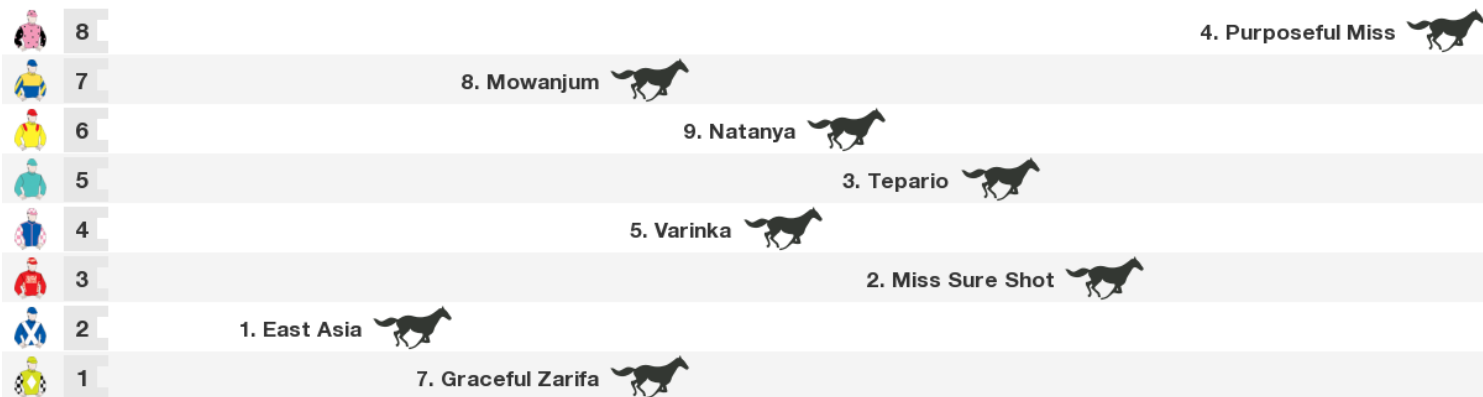 8 4. Purposeful Miss
7 8. Mowanjum
6 9. Natanya
5 3. Tepario
4 5. Varinka
3 2. Miss Sure Shot
2 1. East Asia
1 7. Graceful Zarifa